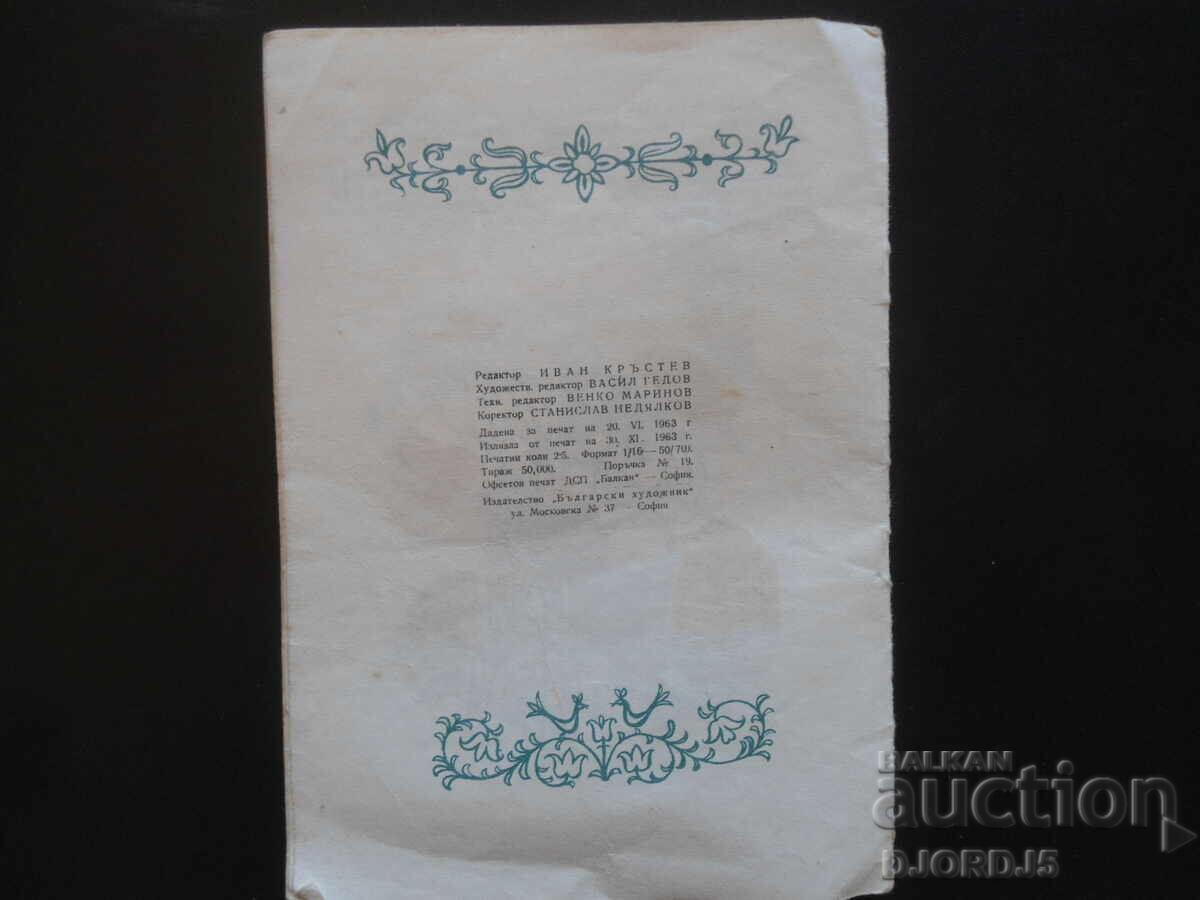 Редактор ИВАН КРЪСТЕВ
Художеств. редактор ВАСИЛ ГЕДОВ
Техн. редактор ВЕНКО МАРИНОВ
Коректор СТАНИСЛАВ НЕДЯЛКОВ
Дадена за печат на 20. VI. 1963 г
Излязла от печат на 30. XI. 1963 г.
Печатни коли 2·5. Формат 1/16—50/70.
Тираж 50,000. Поръчка № 19.
Офсетов печат ДСП „Балкан“ — София.
Издателство „Български художник“
ул. Московска № 37 - София
BALKAN
auction
DJORDJ5